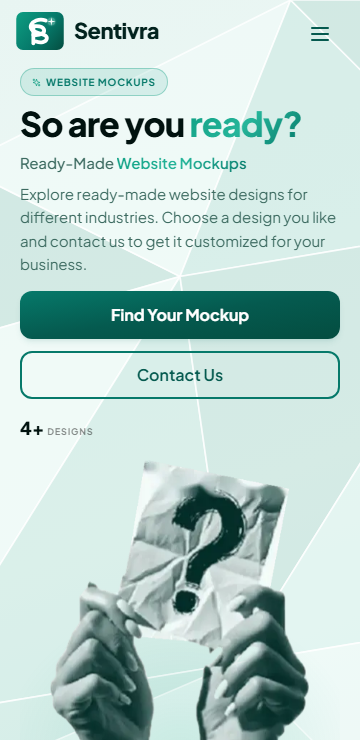 Sentivra
WEBSITE MOCKUPS
So are you ready?
Ready-Made Website Mockups
Explore ready-made website designs for
different industries. Choose a design you like
and contact us to get it customized for your
business.
Find Your Mockup
Contact Us
4+ DESIGNS
?